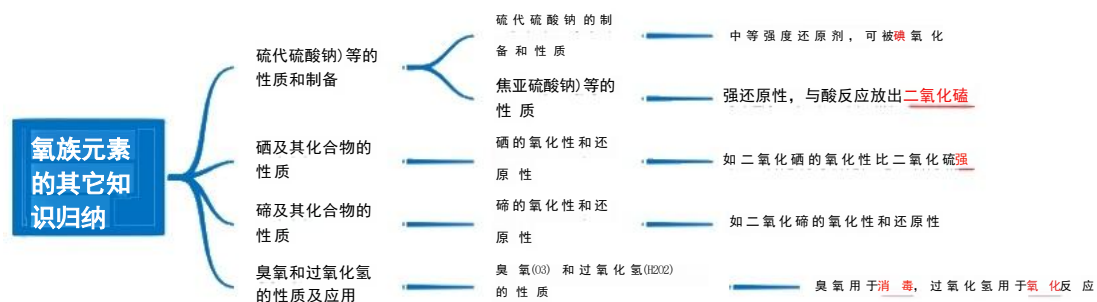 氧族元素
的其它知
识归纳
硫代硫酸钠)等的
性质和制备
硫代硫酸钠的制
备和性质
中等强度还原剂，可被碘氧化
焦亚硫酸钠)等的
性质
强还原性，与酸反应放出二氧化磕
硒及其化合物的
性质
硒的氧化性和还
原性
如二氧化硒的氧化性比二氧化硫强
碲及其化合物的
性质
碲的氧化性和还
原性
如二氧化碲的氧化性和还原性
臭氧和过氧化氢
的性质及应用
臭氧(O3)和过氧化氢(H2O2)
的性质
臭氧用于消毒，过氧化氢用于氧化反应